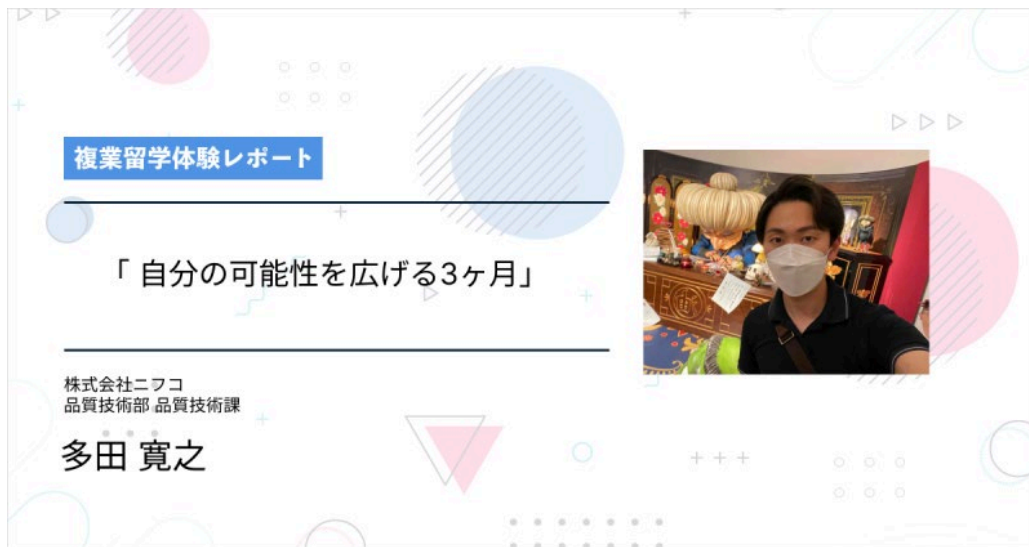 複業留学体験レポート
「 自分の可能性を広げる3ヶ月」
株式会社ニフコ
品質技術部 品質技術課
多田 寛之